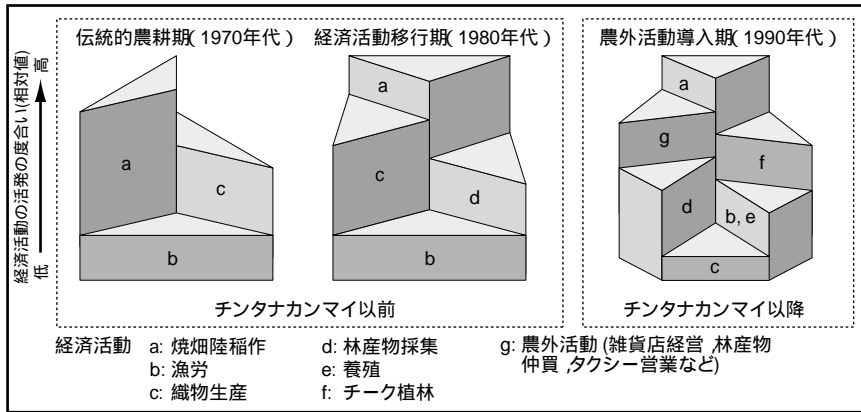 伝統的農耕期(1970年代)
経済活動移行期(1980年代)
農外活動導入期(1990年代)
経済活動の活発の度合い(相対値)
高
低
a
c
b
a
c
d
b
a
g
f
d
b, e
c
チンタナカンマイ以前
チンタナカンマイ以降
経済活動
a: 焼畑陸稲作
b: 漁労
c: 織物生産
d: 林産物採集
e: 養殖
f: チーク植林
g: 農外活動(雑貨店経営,林産物
仲買,タクシー営業など)